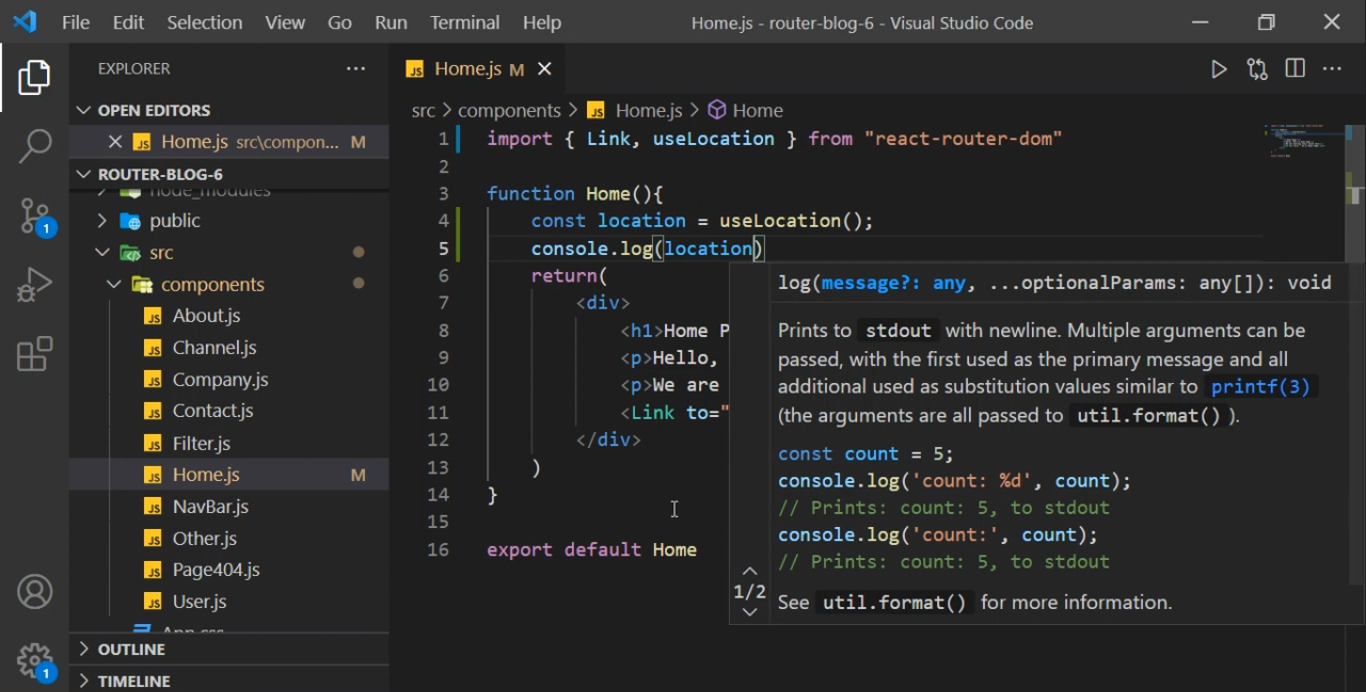 File Edit Selection View Go Run Terminal Help Home.js - router-blog-6 - Visual Studio Code
EXPLORER
JS Home.js M
OPEN EDITORS
JS Home.js src\compon... M
ROUTER-BLOG-6
node_modules
public
src
components
JS About.js
JS Channel.js
JS Company.js
JS Contact.js
JS Filter.js
JS Home.js M
JS NavBar.js
JS Other.js
JS Page404.js
JS User.js
App.css
OUTLINE
TIMELINE
1
1
src > components > JS Home.js > Home
1 import { Link, useLocation } from "react-router-dom"
2
3 function Home(){
4 const location = useLocation();
5 console.log(location)
6 return(
7 <div>
8 <h1>Home P
9 <p>Hello,
10 <p>We are
11 <Link to="
12 </div>
13 )
14 }
15
16 export default Home
log(message?: any, ...optionalParams: any[]): void
Prints to stdout with newline. Multiple arguments can be
passed, with the first used as the primary message and all
additional used as substitution values similar to printf(3)
(the arguments are all passed to util.format() ).
const count = 5;
console.log('count: %d', count);
// Prints: count: 5, to stdout
console.log('count:', count);
// Prints: count: 5, to stdout
1/2
See util.format() for more information.